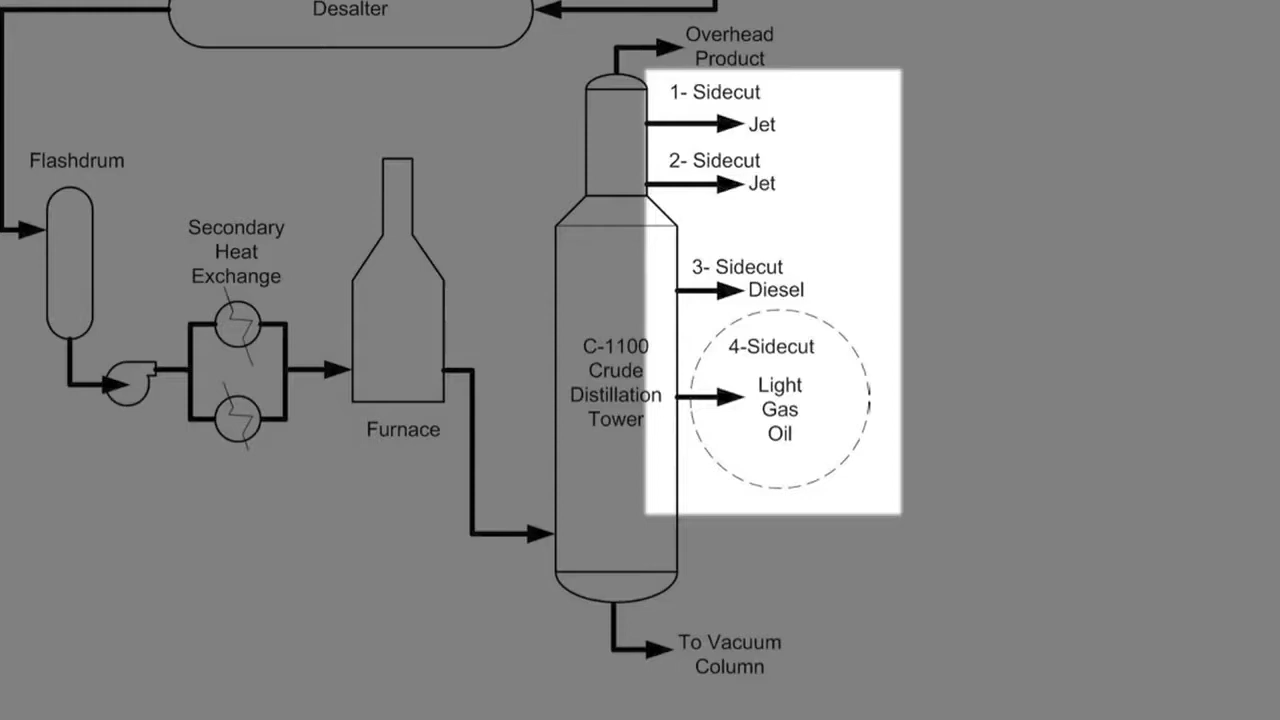 Desalter
Overhead
Product
1- Sidecut
Jet
2- Sidecut
Jet
Flashdrum
Secondary
Heat
Exchange
3- Sidecut
Diesel
C-1100
Crude
Distillation
Tower
4-Sidecut
Light
Gas
Oil
Furnace
To Vacuum
Column